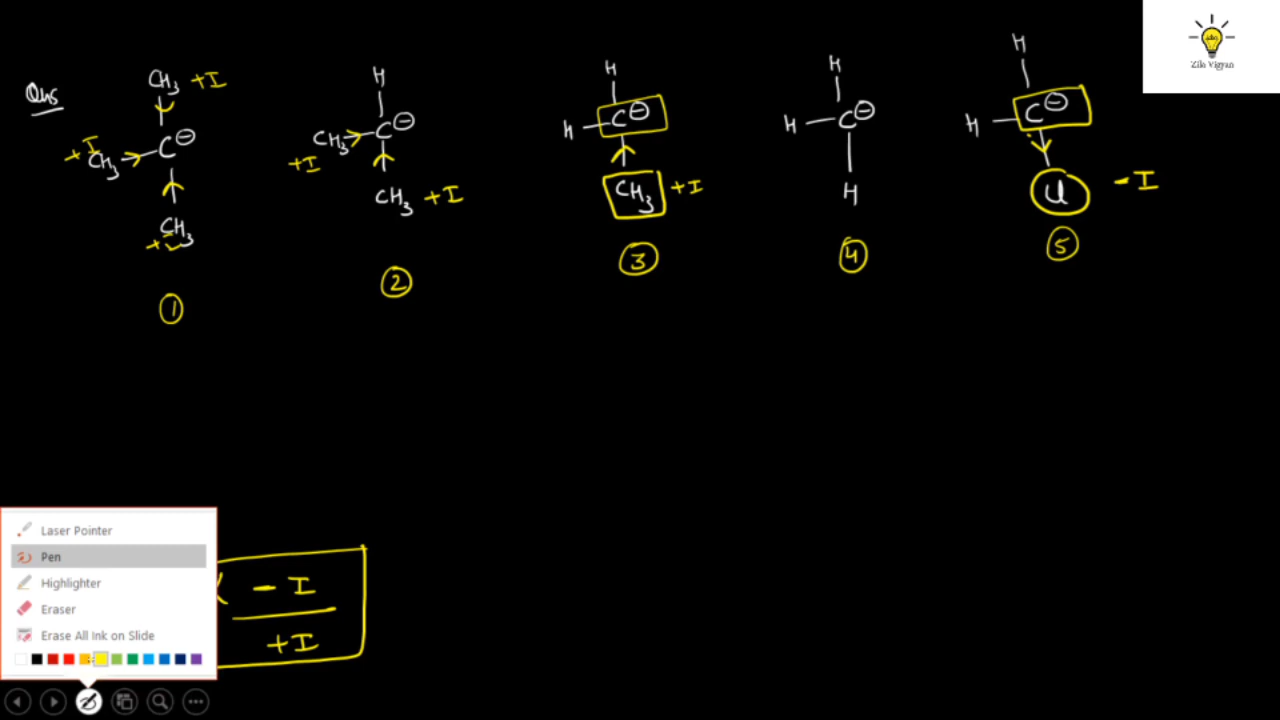 Ans
CH3 +I
+I
CH3 C⊖
CH3
①
H
CH3 C⊖
+I
CH3 +I
②
H
H C⊖
CH3 +I
③
H
H C⊖
H
④
H
H C⊖
Cl - I
⑤
Zila Vigyan
- I
+I
Laser Pointer
Pen
Highlighter
Eraser
Erase All Ink on Slide